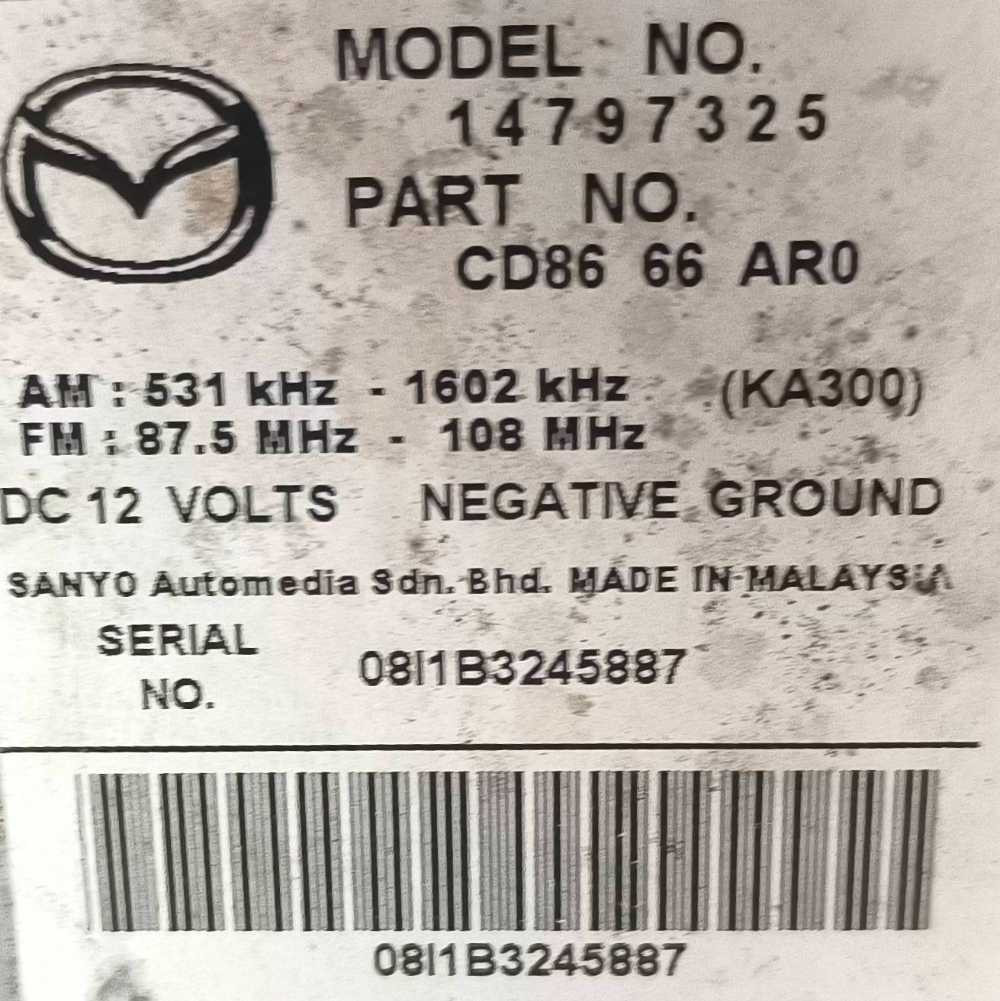 MODEL NO.
14797325
PART NO.
CD86 66 AR0
AM : 531 kHz - 1602 kHz (KA300)
FM : 87.5 MHz - 108 MHz
DC 12 VOLTS NEGATIVE GROUND
SANYO Automedia Sdn. Bhd. MADE IN MALAYSIA
SERIAL
NO.
08I1B3245887
08I1B3245887